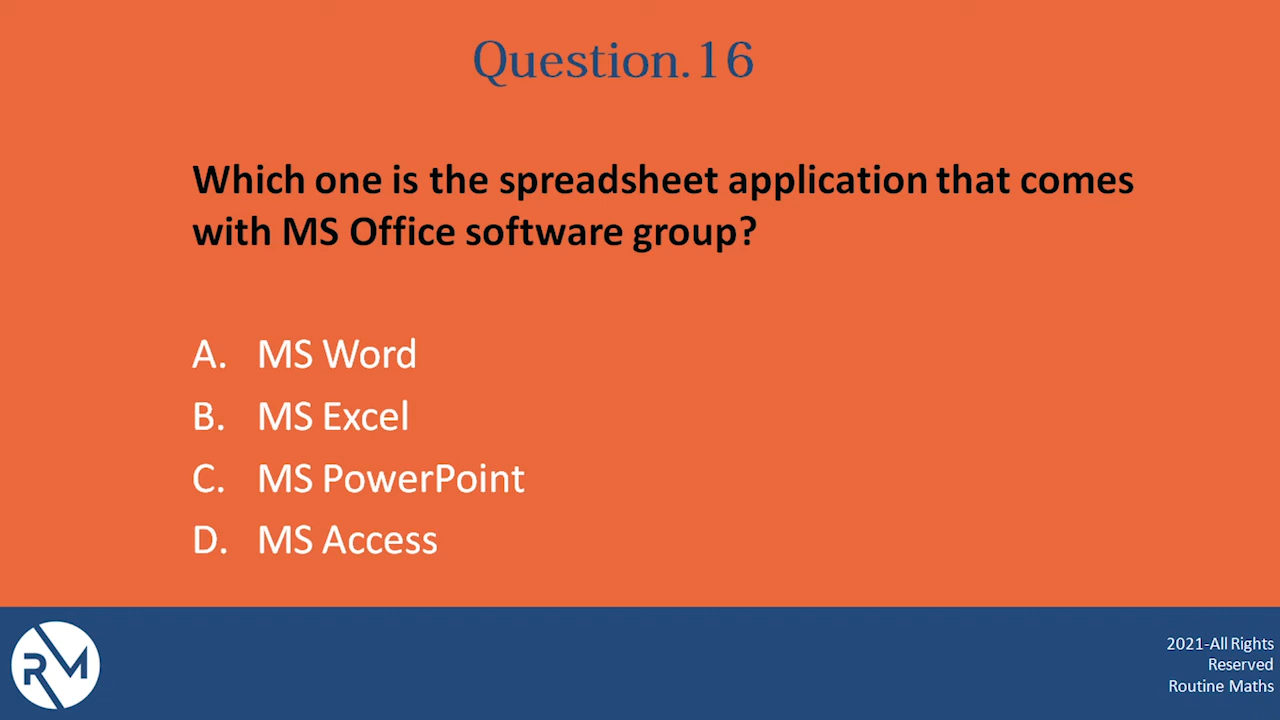 Question.16
Which one is the spreadsheet application that comes
with MS Office software group?
A. MS Word
B. MS Excel
C. MS PowerPoint
D. MS Access
RM
2021-All Rights
Reserved
Routine Maths